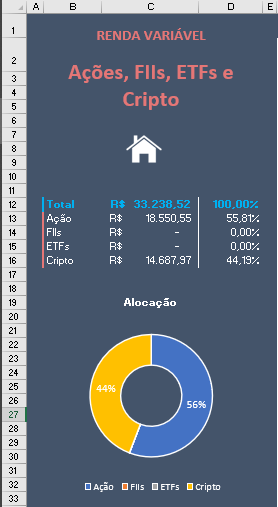 A B C D E
1 RENDA VARIÁVEL
2 Ações, FIIs, ETFs e
3
4 Cripto
5
6
7
8
9
10
11
12 Total R$ 33.238,52 100,00%
13 Ação R$ 18.550,55 55,81%
14 FIIs R$ - 0,00%
15 ETFs R$ - 0,00%
16 Cripto R$ 14.687,97 44,19%
18
19 Alocação
20
21
22
23
24
25 44%
26 56%
27
28
29
30
31
32 Ação FIIs ETFs Cripto
33